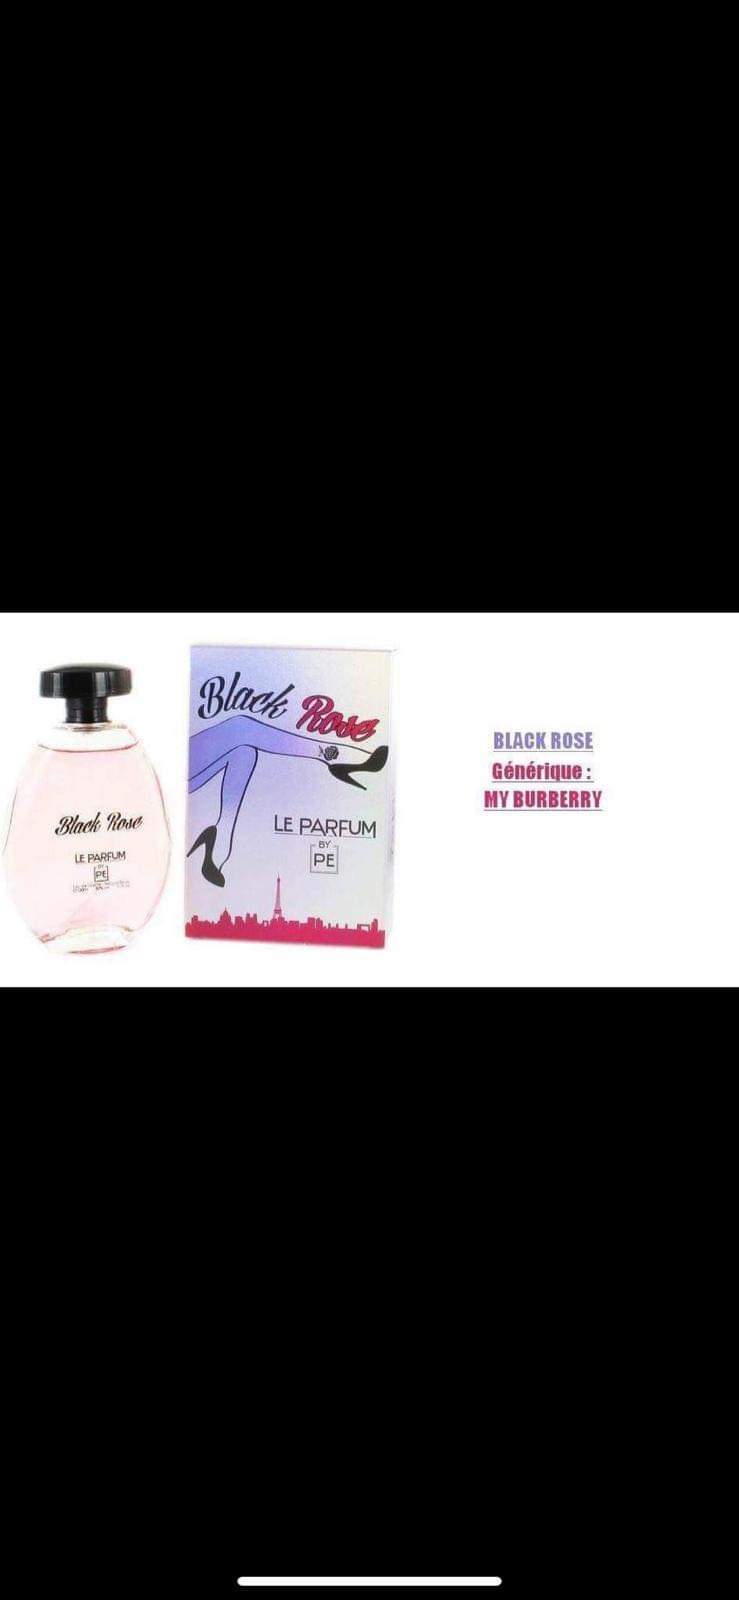 Black Rose
LE PARFUM
BY
PE
Black Rose
LE PARFUM
BY
PE
BLACK ROSE
Générique :
MY BURBERRY